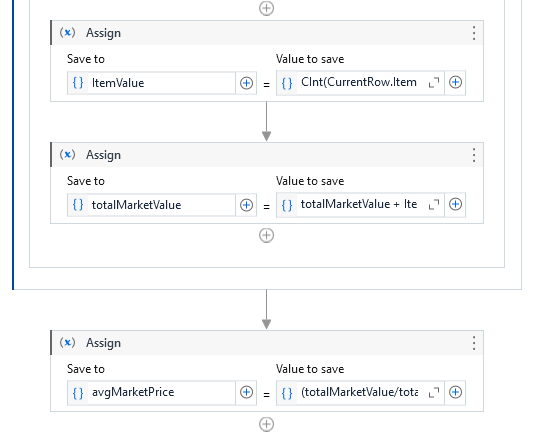 Assign
Save to
Value to save
ItemValue = CInt(CurrentRow.Item
Assign
Save to
Value to save
totalMarketValue = totalMarketValue + Ite
Assign
Save to
Value to save
avgMarketPrice = (totalMarketValue/tota